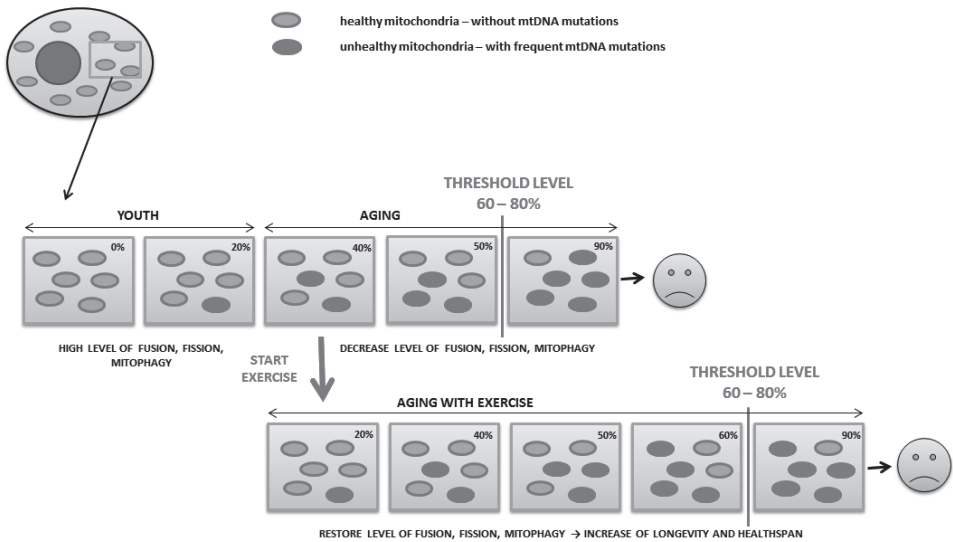 healthy mitochondria – without mtDNA mutations
unhealthy mitochondria – with frequent mtDNA mutations
THRESHOLD LEVEL
60 – 80%
YOUTH
AGING
0%
20%
40%
50%
90%
HIGH LEVEL OF FUSION, FISSION,
MITOPHAGY
START
EXERCISE
DECREASE LEVEL OF FUSION, FISSION, MITOPHAGY
THRESHOLD LEVEL
60 – 80%
AGING WITH EXERCISE
20%
40%
50%
60%
90%
RESTORE LEVEL OF FUSION, FISSION, MITOPHAGY → INCREASE OF LONGEVITY AND HEALTHSPAN